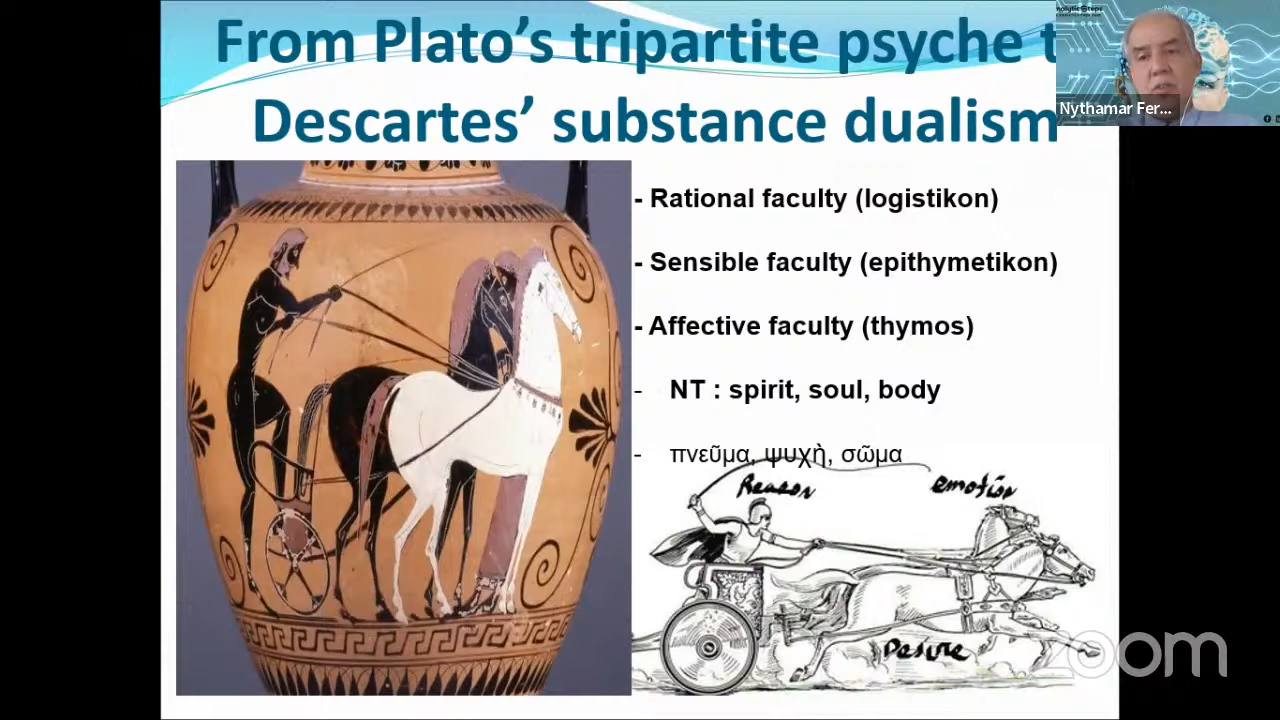 From Plato's tripartite psyche t
Descartes' substance dualism
Nythamar Fer...
- Rational faculty (logistikon)
- Sensible faculty (epithymetikon)
- Affective faculty (thymos)
- NT : spirit, soul, body
- πνεῦμα, ψυχὴ, σῶμα
Reason
emotion
Desire
zoom